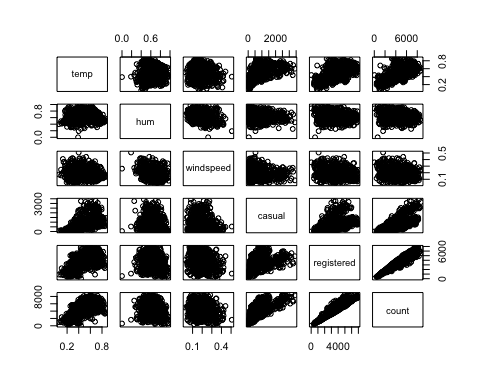 0.0 0.6 0 2000 0 6000
temp
0.2 0.8
0.0 0.8
hum
windspeed
0.1 0.5
0 3000
casual
registered
0 6000
0 8000
count
0.2 0.8 0.1 0.4 0 4000